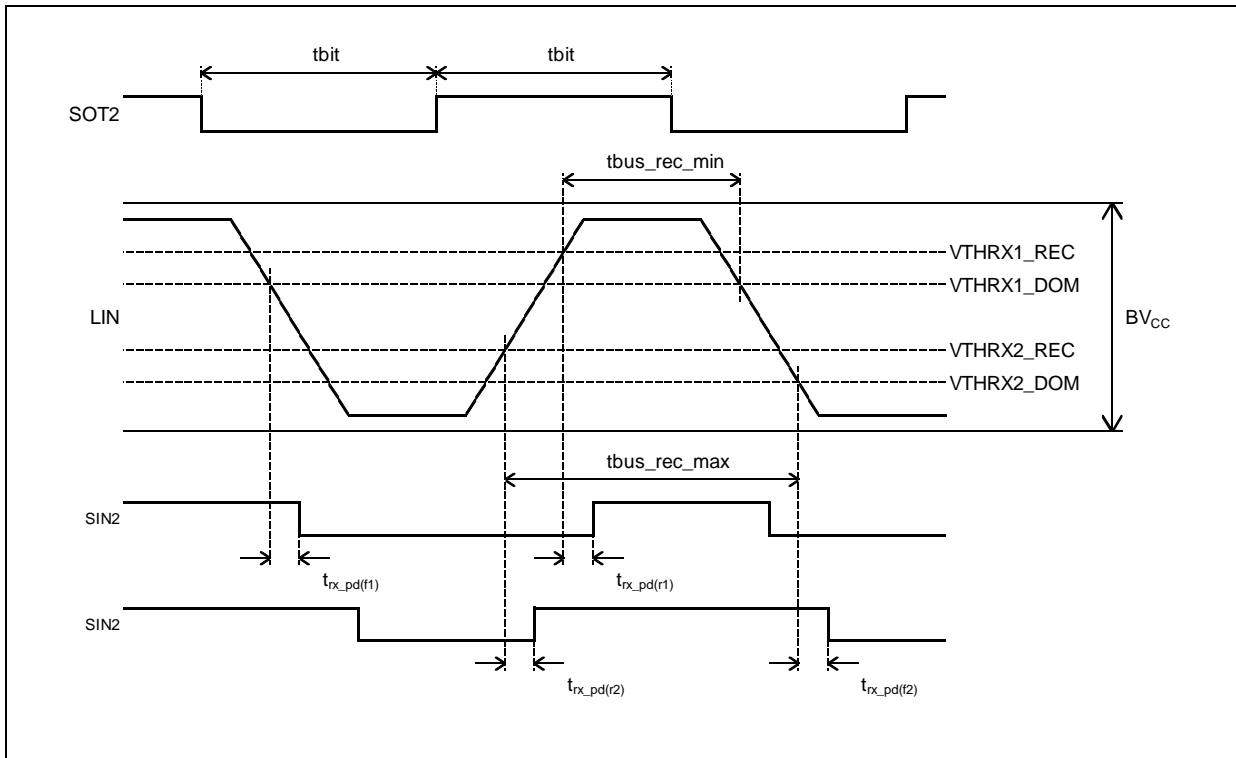 tbit tbit
SOT2
tbus_rec_min
VTHRX1_REC
VTHRX1_DOM
LIN
BVCC
VTHRX2_REC
VTHRX2_DOM
tbus_rec_max
SIN2
trx_pd(f1) trx_pd(r1)
SIN2
trx_pd(r2) trx_pd(f2)